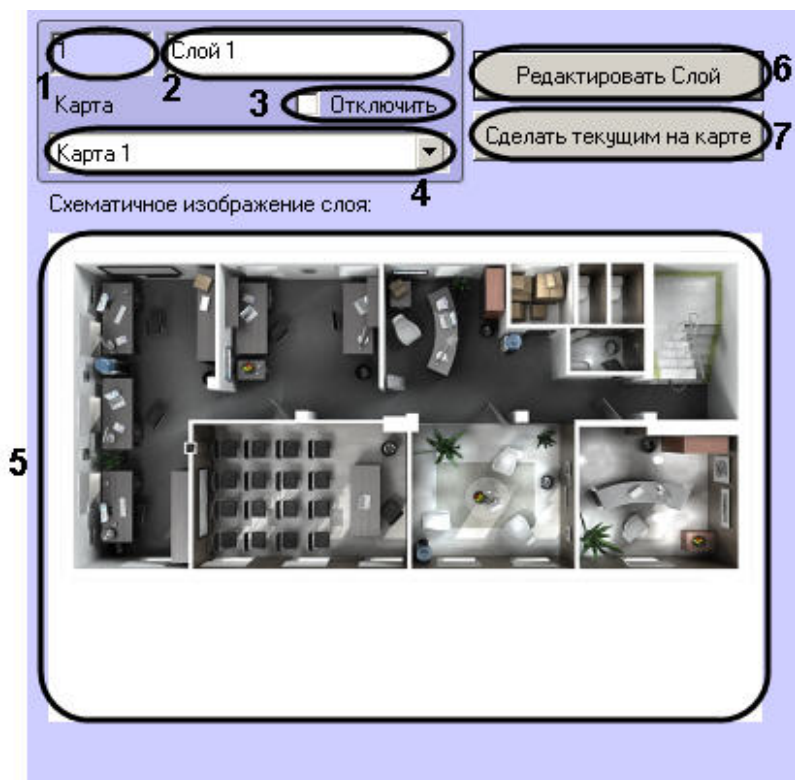 1 Слой 1
1 2 Редактировать Слой 6
Карта 3 Отключить
Сделать текущим на карте 7
Карта 1
4
Схематичное изображение слоя:
5